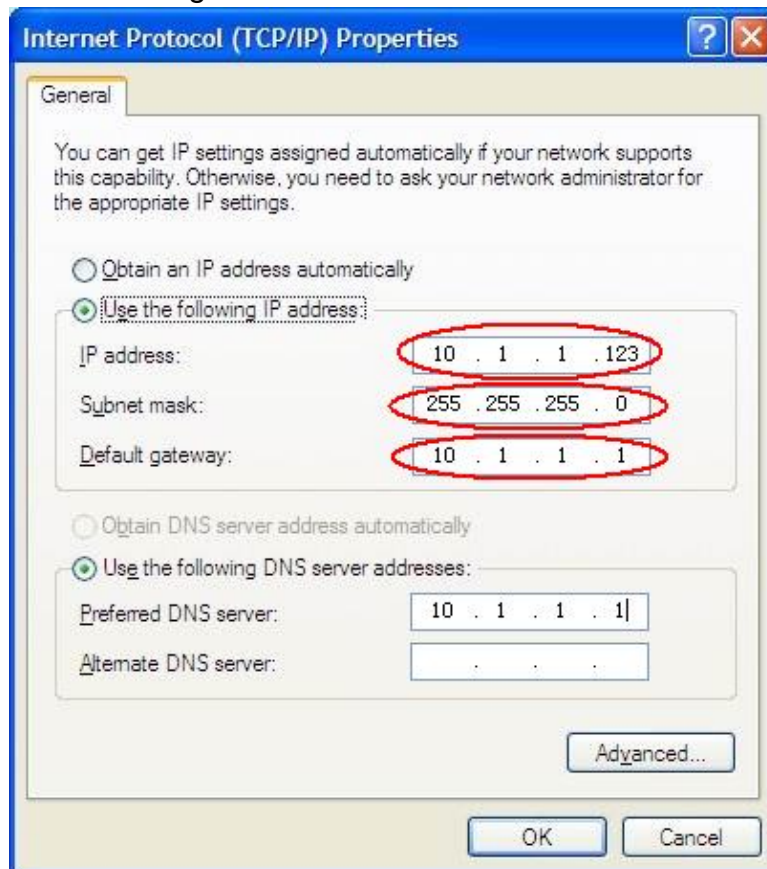 Internet Protocol (TCP/IP) Properties
General
You can get IP settings assigned automatically if your network supports
this capability. Otherwise, you need to ask your network administrator for
the appropriate IP settings.
Obtain an IP address automatically
Use the following IP address:
IP address: 10 . 1 . 1 . 123
Subnet mask: 255 . 255 . 255 . 0
Default gateway: 10 . 1 . 1 . 1
Obtain DNS server address automatically
Use the following DNS server addresses:
Preferred DNS server: 10 . 1 . 1 . 1
Alternate DNS server: . . .
Advanced...
OK Cancel